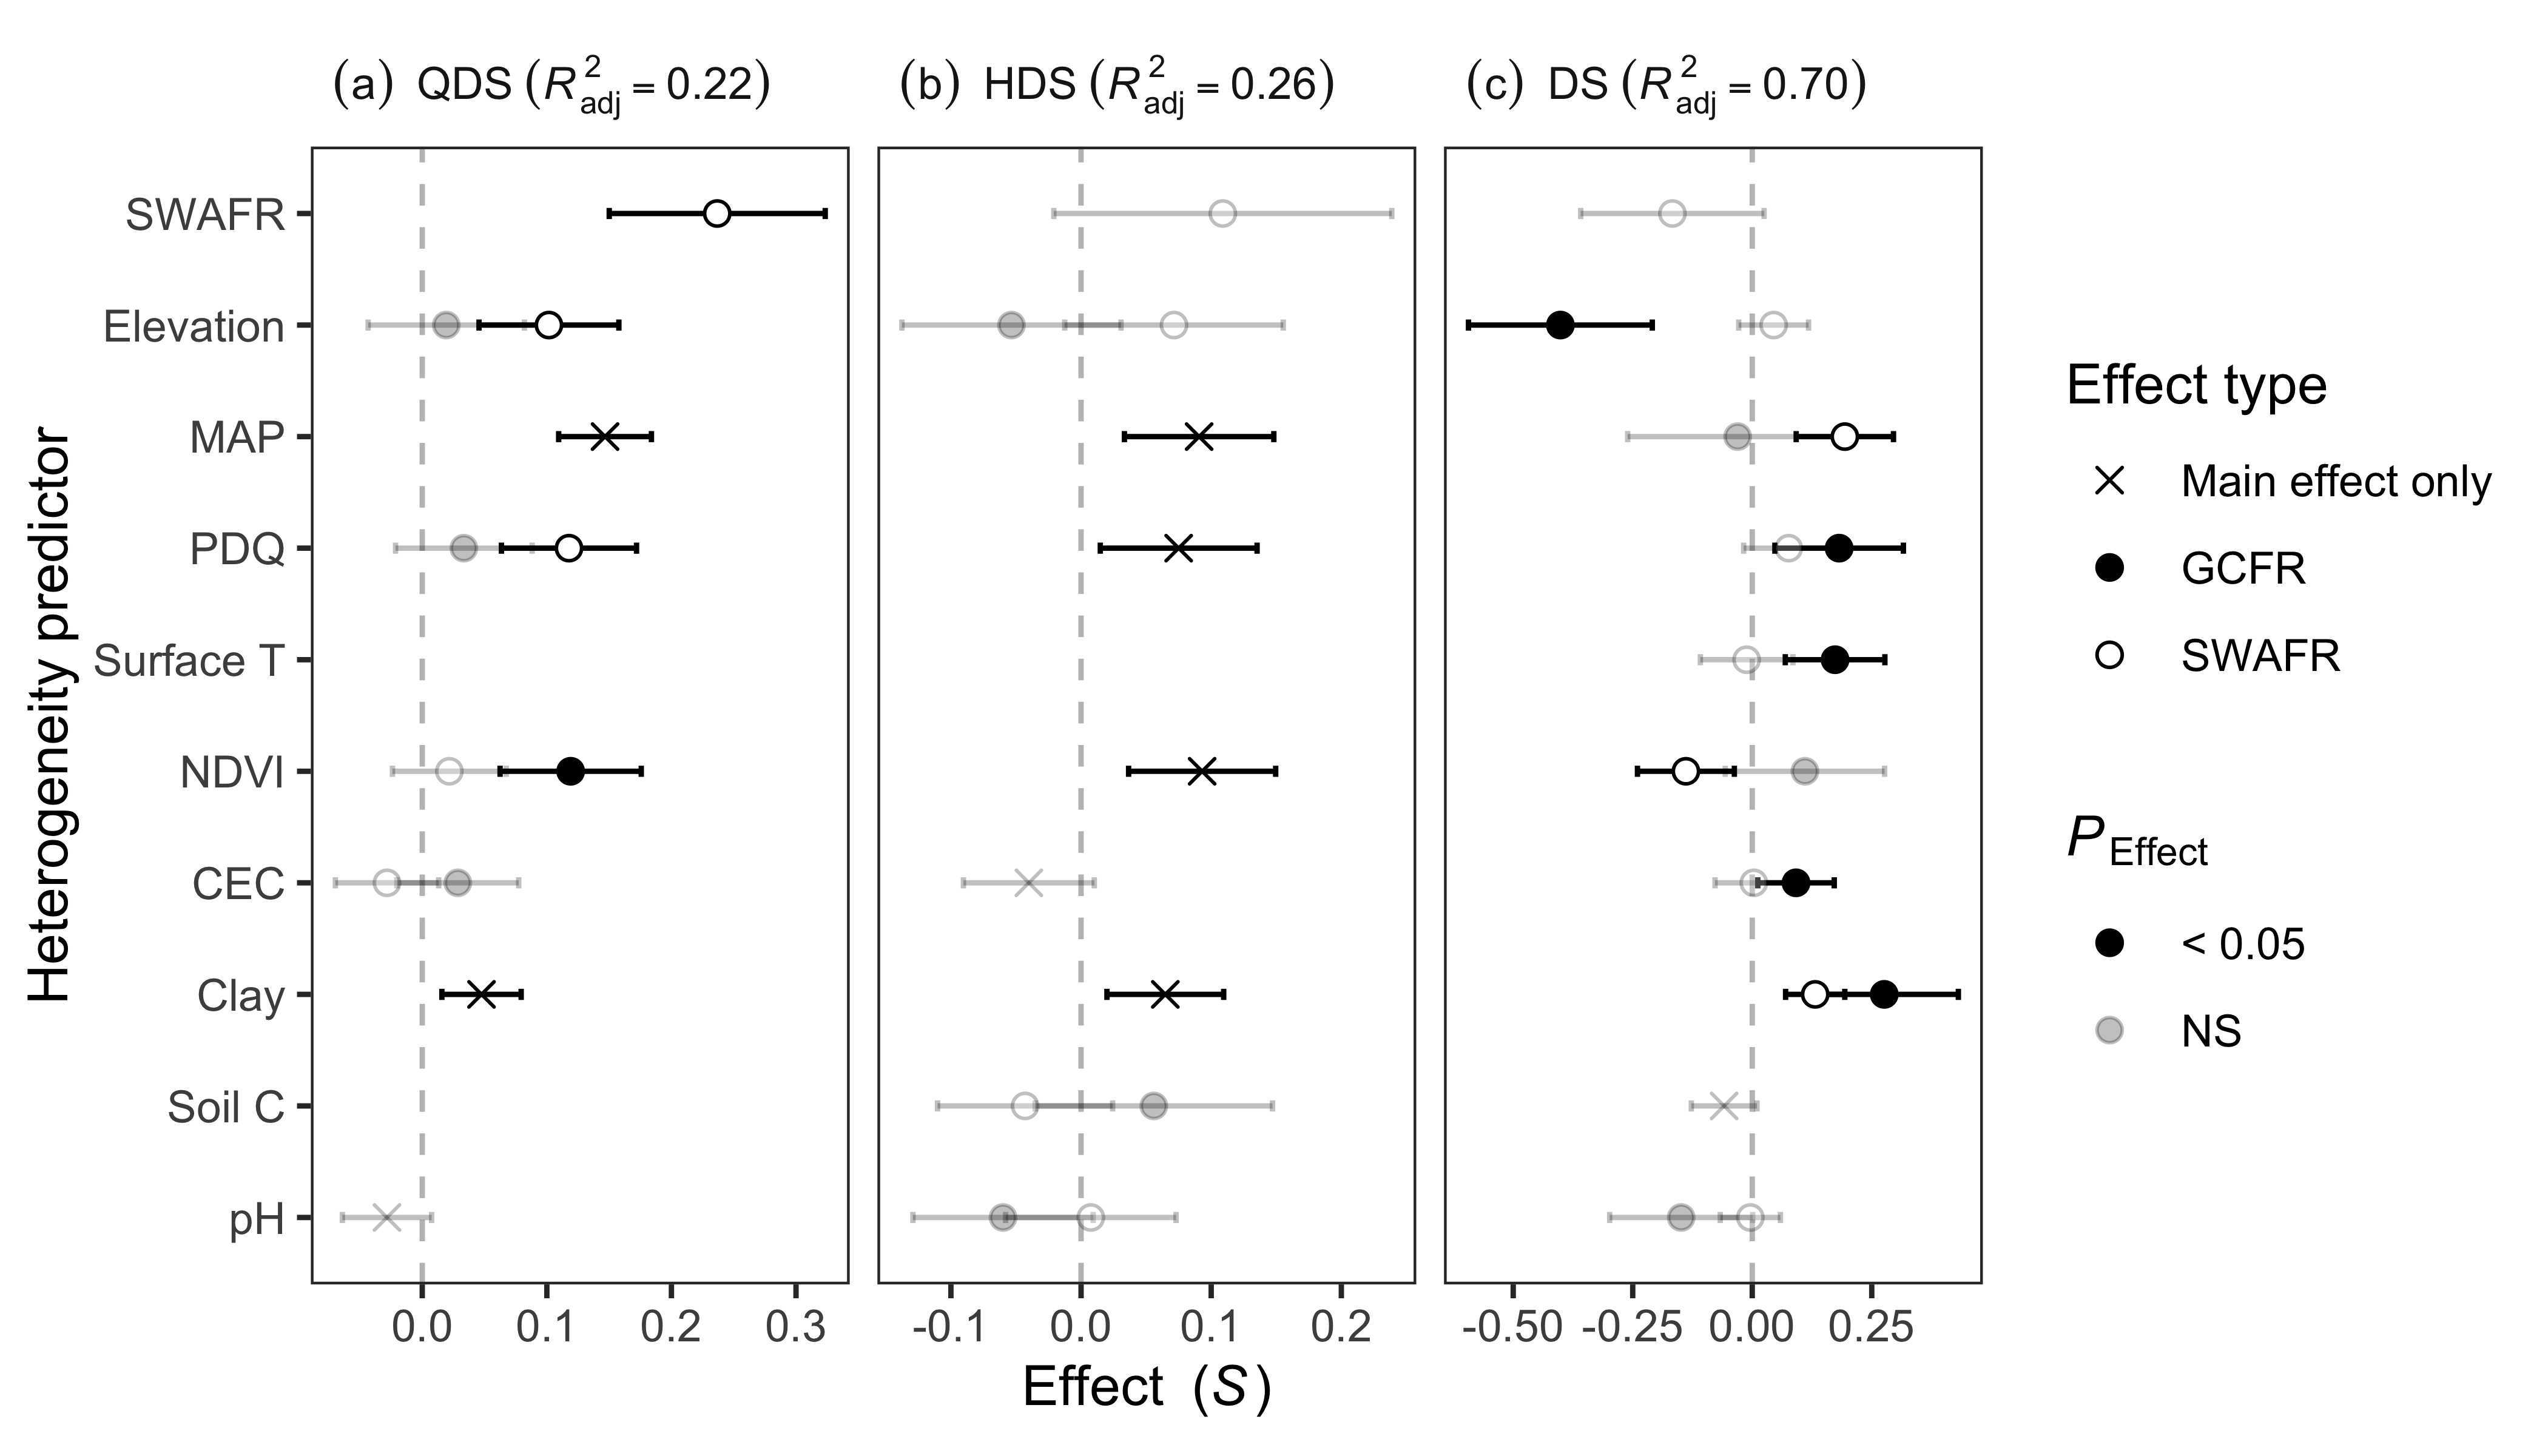 (a) QDS (R²adj = 0.22)
(b) HDS (R²adj = 0.26)
(c) DS (R²adj = 0.70)
Heterogeneity predictor
SWAFR
Elevation
MAP
PDQ
Surface T
NDVI
CEC
Clay
Soil C
pH
0.0 0.1 0.2 0.3
-0.1 0.0 0.1 0.2
-0.50 -0.25 0.00 0.25
Effect (S)
Effect type
Main effect only
GCFR
SWAFR
P Effect
< 0.05
NS